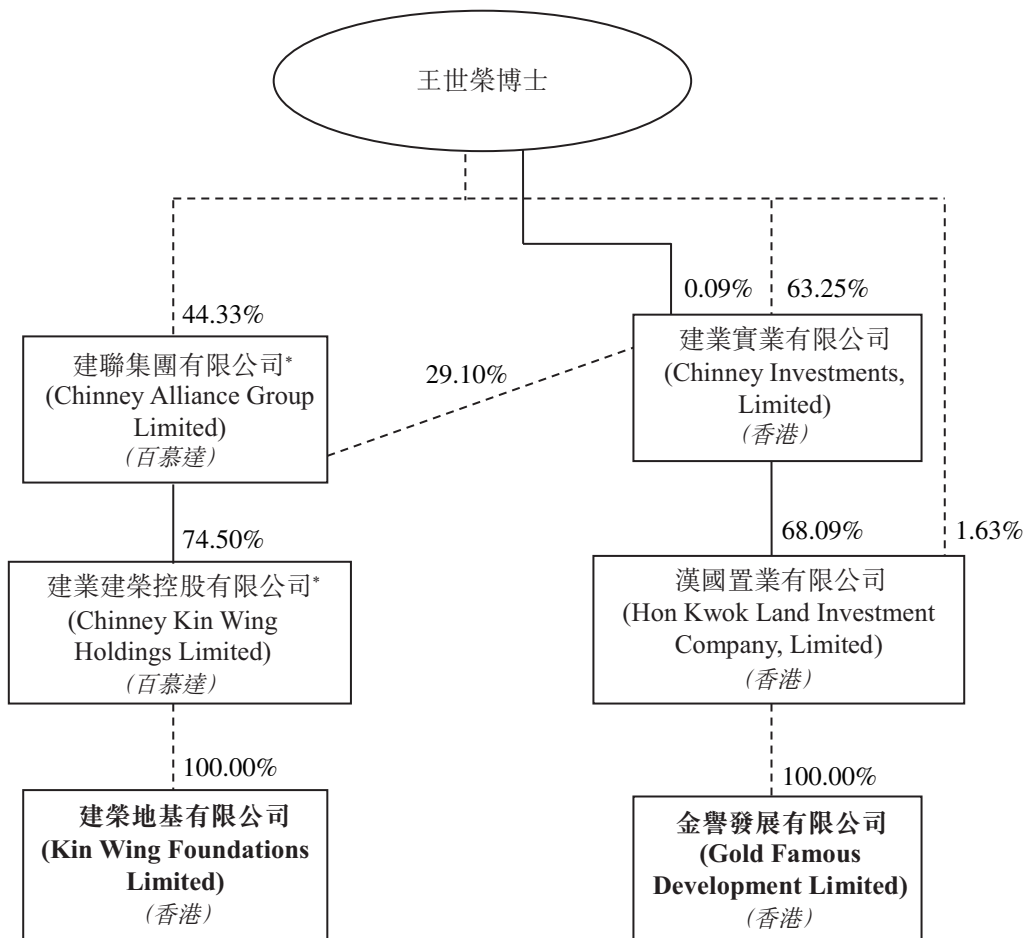 王世榮博士
44.33%
0.09%
63.25%
建聯集團有限公司*
(Chinney Alliance Group
Limited)
(百慕達)
29.10%
建業實業有限公司
(Chinney Investments,
Limited)
(香港)
74.50%
68.09%
1.63%
建業建榮控股有限公司*
(Chinney Kin Wing
Holdings Limited)
(百慕達)
漢國置業有限公司
(Hon Kwok Land Investment
Company, Limited)
(香港)
100.00%
100.00%
建榮地基有限公司
(Kin Wing Foundations
Limited)
(香港)
金譽發展有限公司
(Gold Famous
Development Limited)
(香港)